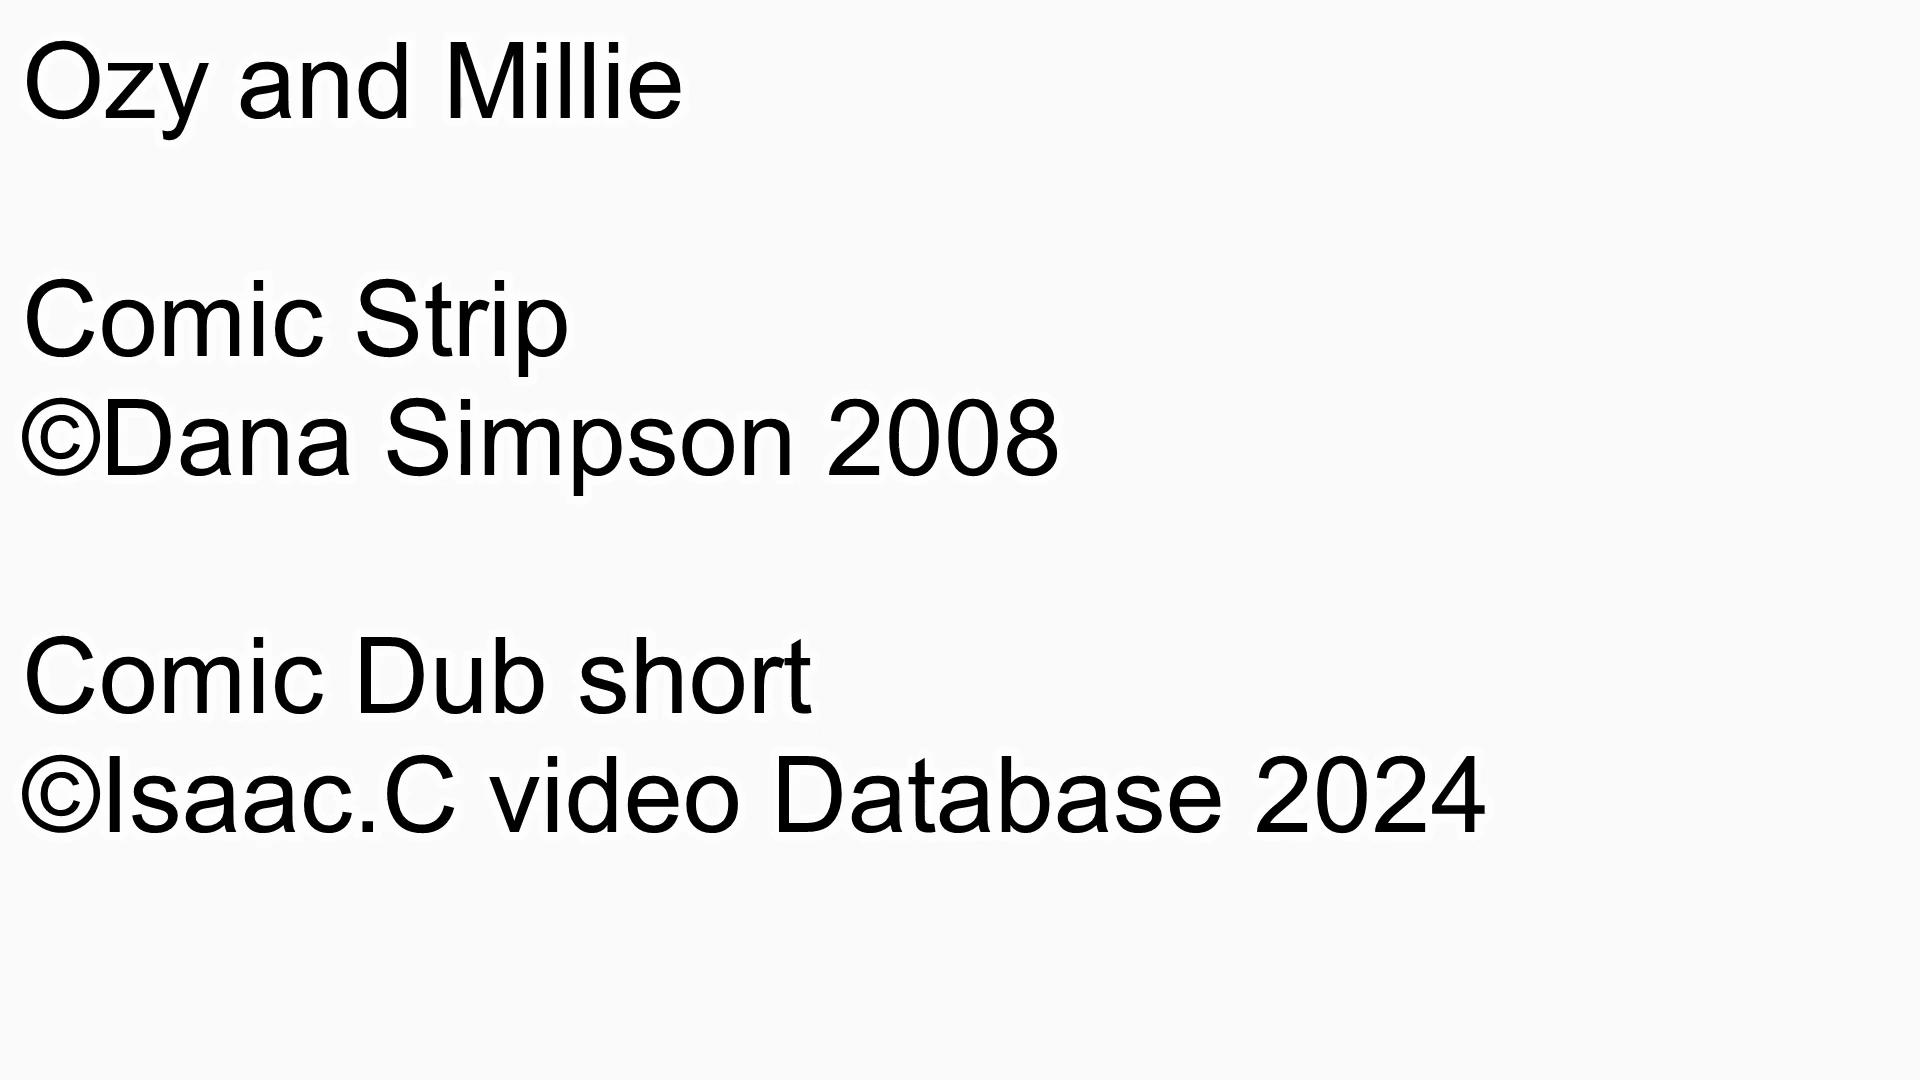 Ozy and Millie
Comic Strip
©Dana Simpson 2008
Comic Dub short
©Isaac.C video Database 2024